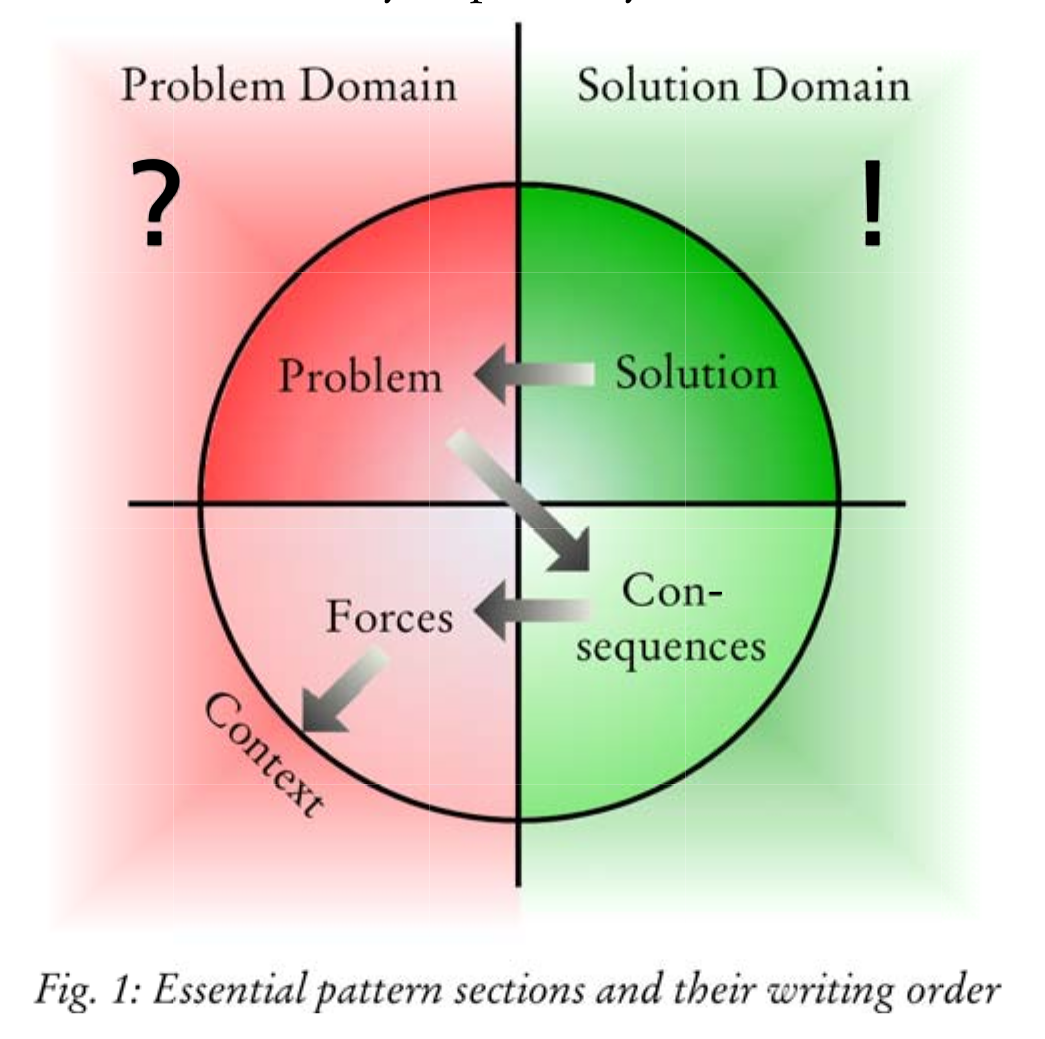 Problem Domain
Solution Domain
?
!
Problem
Solution
Forces
Con-
sequences
Context
Fig. 1: Essential pattern sections and their writing order